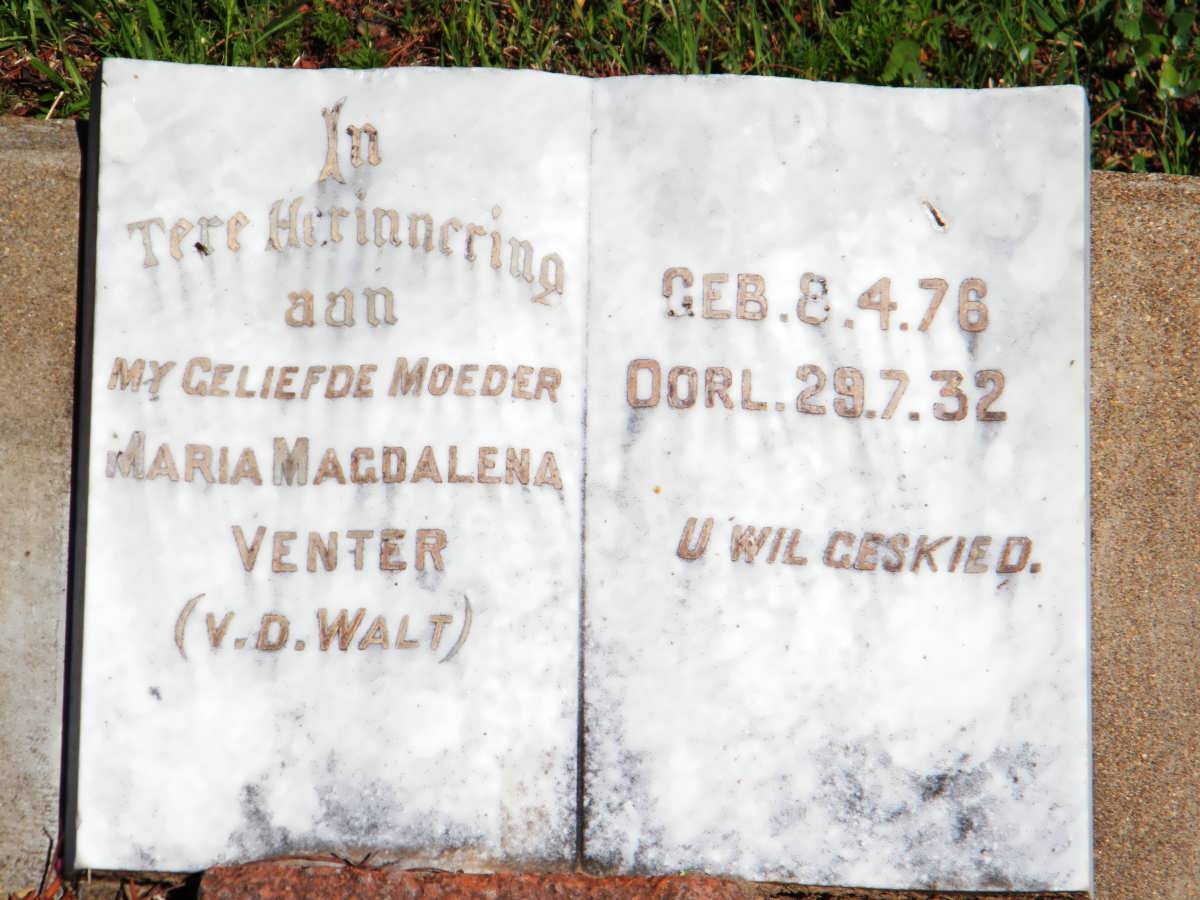 In
Tere Herinnering
aan
MY GELIEFDE MOEDER
MARIA MAGDALENA
VENTER
(V.D. WALT)
GEB. 8.4.76
OORL. 29.7.32
U WIL GESKIED.